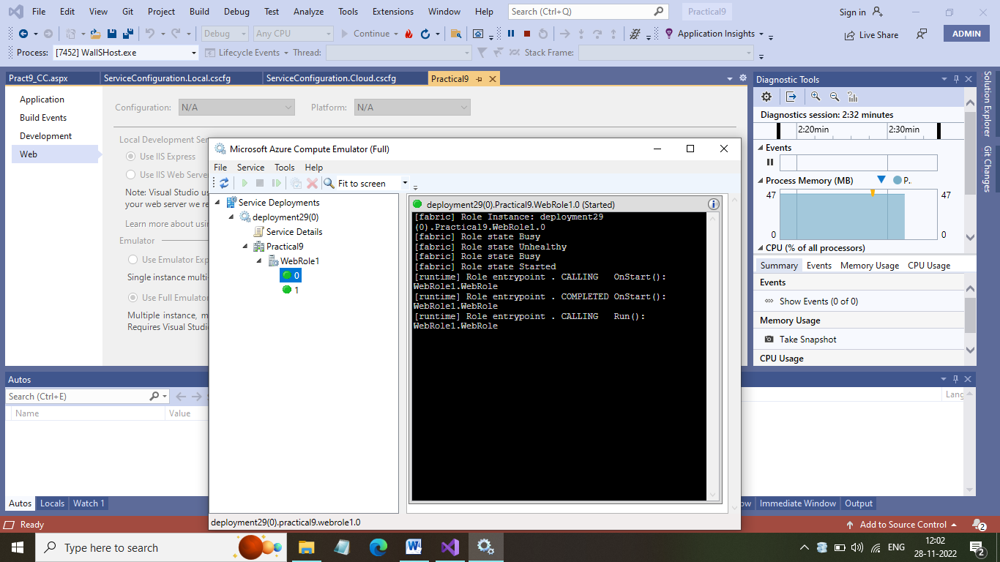 File Edit View Git Project Build Debug Test Analyze Tools Extensions Window Help Search (Ctrl+Q) Practical9 Sign in
Debug Any CPU Continue Application Insights Live Share ADMIN
Process: [7452] WaIISHost.exe Lifecycle Events Thread: Stack Frame:
Pract9_CC.aspx ServiceConfiguration.Local.cscfg ServiceConfiguration.Cloud.cscfg Practical9
Application
Build Events
Development
Web
Configuration: N/A Platform: N/A
Local Development Ser
Use IIS Express
Use IIS Web Serve
Note: Visual Studio us
your web server we re
Learn more about usin
Emulator
Use Emulator Exp
Single instance multi-
Use Full Emulator
Multiple instance, m
Requires Visual Studi
Microsoft Azure Compute Emulator (Full)
File Service Tools Help
Fit to screen
Service Deployments
deployment29(0)
Service Details
Practical9
WebRole1
0
1
deployment29(0).Practical9.WebRole1.0 (Started)
[fabric] Role Instance: deployment29
(0).Practical9.WebRole1.0
[fabric] Role state Busy
[fabric] Role state Unhealthy
[fabric] Role state Busy
[fabric] Role state Started
[runtime] Role entrypoint . CALLING OnStart():
WebRole1.WebRole
[runtime] Role entrypoint . COMPLETED OnStart():
WebRole1.WebRole
[runtime] Role entrypoint . CALLING Run():
WebRole1.WebRole
deployment29(0).practical9.webrole1.0
Diagnostic Tools
Diagnostics session: 2:32 minutes
2:20min 2:30min
Events
Process Memory (MB) P..
47 47
0 0
CPU (% of all processors)
Summary Events Memory Usage CPU Usage
Events
Show Events (0 of 0)
Memory Usage
Take Snapshot
CPU Usage
Solution Explorer
Git Changes
Autos
Search (Ctrl+E)
Name Value
Lang
Autos Locals Watch 1
ow Immediate Window Output
Ready Add to Source Control 2
Type here to search
ENG 12:02
28-11-2022 2